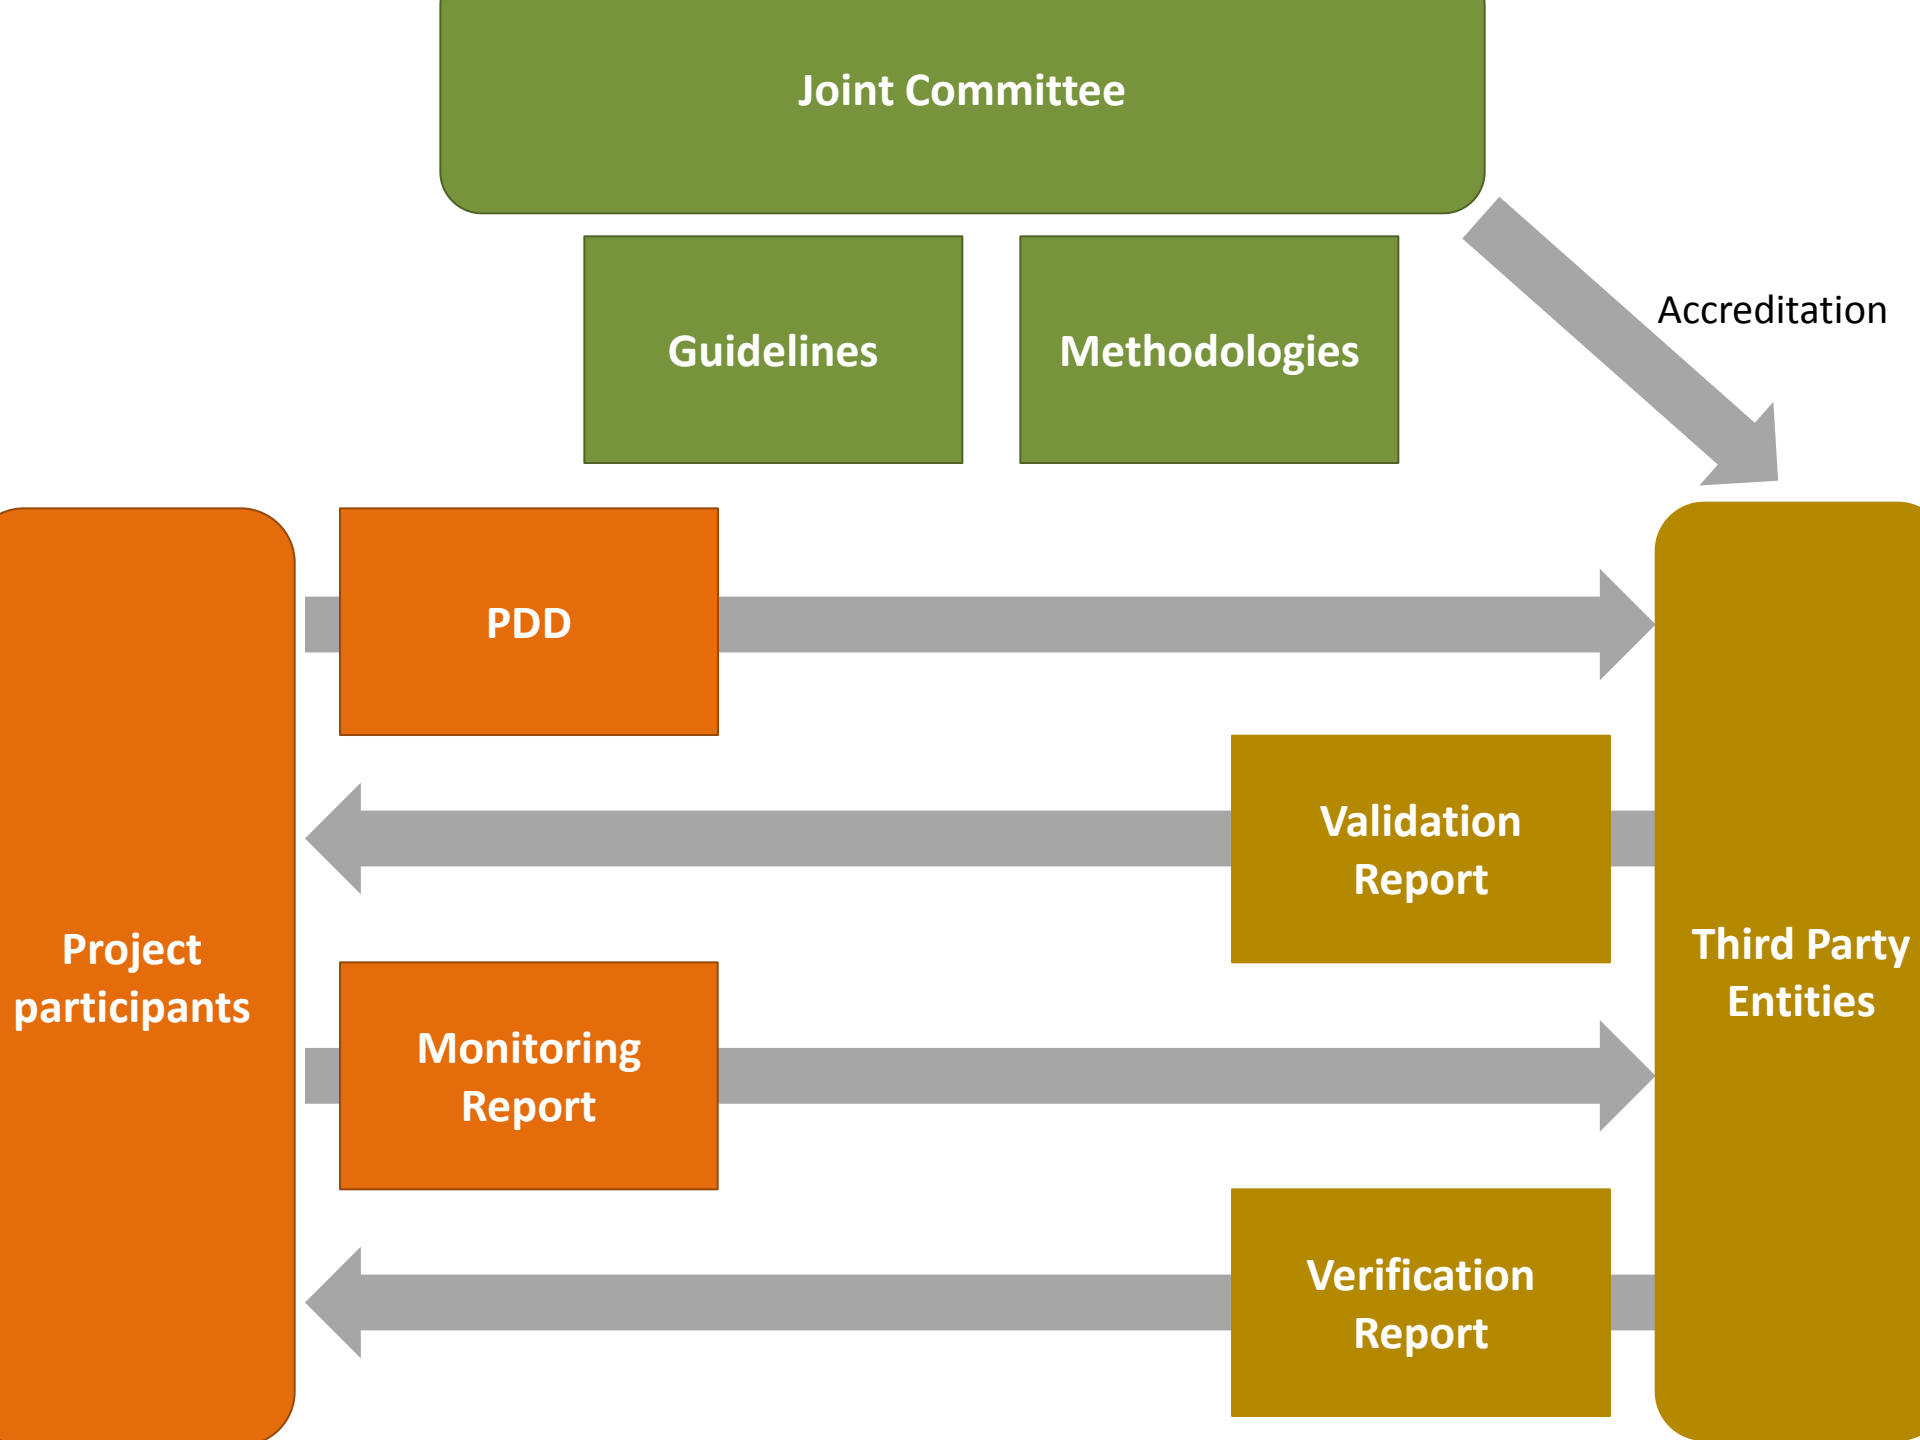 Joint Committee
Accreditation
Guidelines
Methodologies
PDD
Validation
Report
Project
participants
Third Party
Entities
Monitoring
Report
Verification
Report